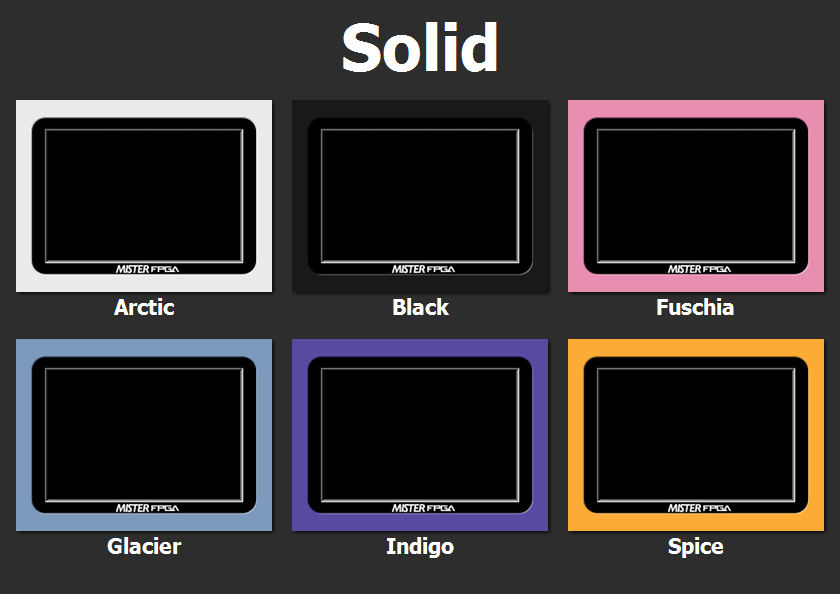 Solid
MiSTER FPGA
MiSTER FPGA
MiSTER FPGA
Arctic
Black
Fuschia
MiSTER FPGA
MiSTER FPGA
MiSTER FPGA
Glacier
Indigo
Spice